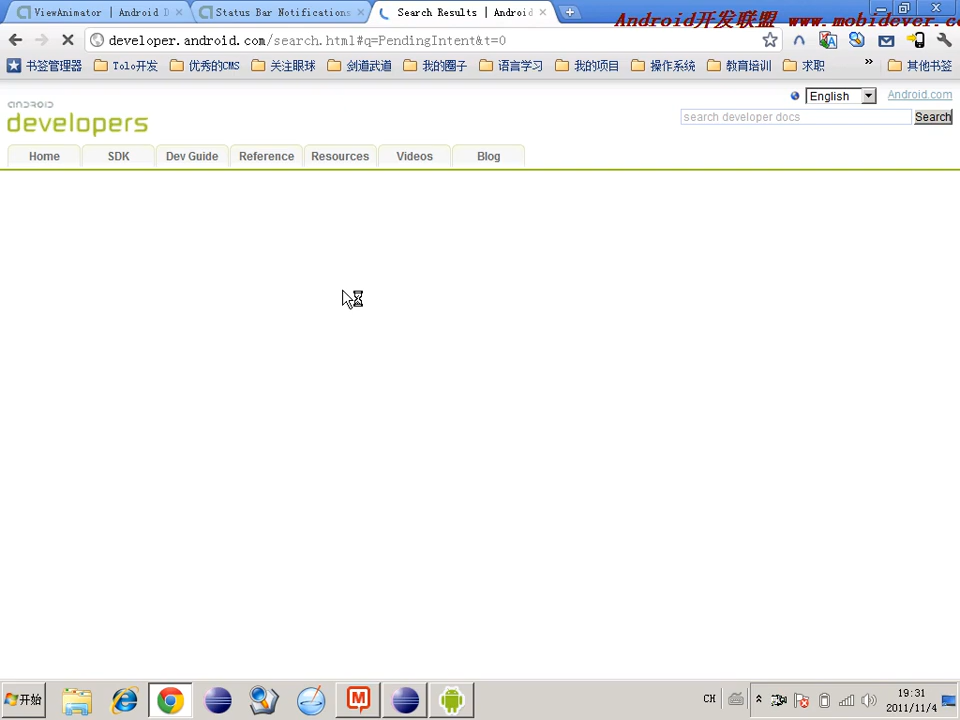 ViewAnimator | Android D
Status Bar Notifications
Search Results | Androi
Android开发联盟 www.mobidever.c
developer.android.com/search.html#q=PendingIntent&t=0
书签管理器
Tolo开发
优秀的CMS
关注眼球
剑道武道
我的圈子
语言学习
我的项目
操作系统
教育培训
求职
»
其他书签
English
Android.com
android
developers
search developer docs
Search
Home
SDK
Dev Guide
Reference
Resources
Videos
Blog
开始
CH
19:31
2011/11/4